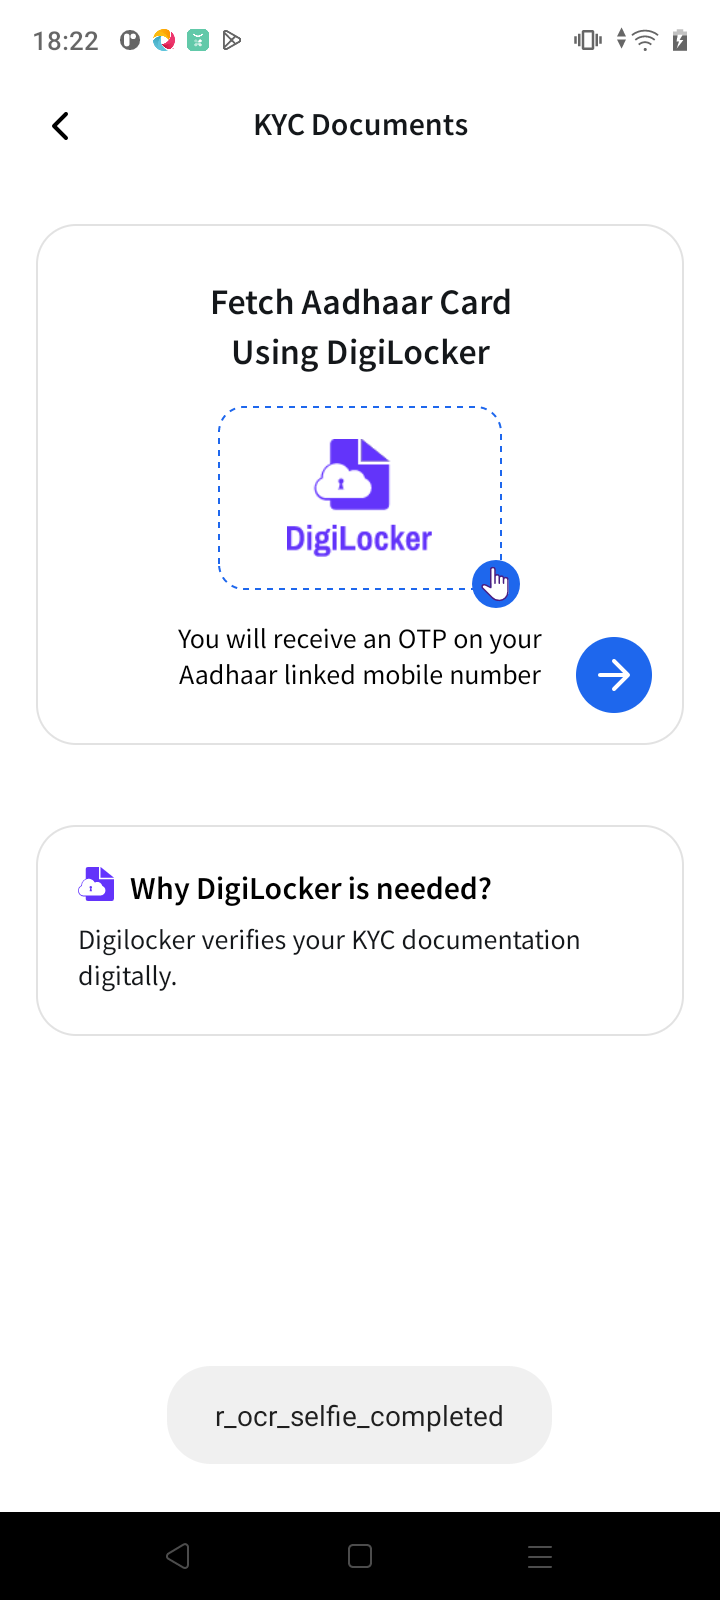 18:22
KYC Documents
Fetch Aadhaar Card
Using DigiLocker
DigiLocker
You will receive an OTP on your
Aadhaar linked mobile number
Why DigiLocker is needed?
Digilocker verifies your KYC documentation
digitally.
r_ocr_selfie_completed